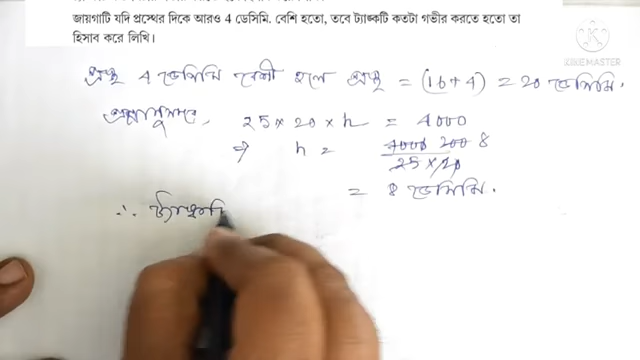 জায়গাটি যদি প্রস্থের দিকে আরও 4 ডেসিমি. বেশি হতো, তবে ট্যাঙ্কটি কতটা গভীর করতে হতো তা
হিসাব করে লিখি।
প্রস্থ 4 ডেসিমি বেশী হলে প্রস্থ = (16+4) = 20 ডেসিমি.
প্রশ্নানুসারে, 25 × 20 × h = 4000
⇒ h = 4000 200 8
25 × 20
= 8 ডেসিমি.
∴ ট্যাঙ্কটি
KINEMASTER